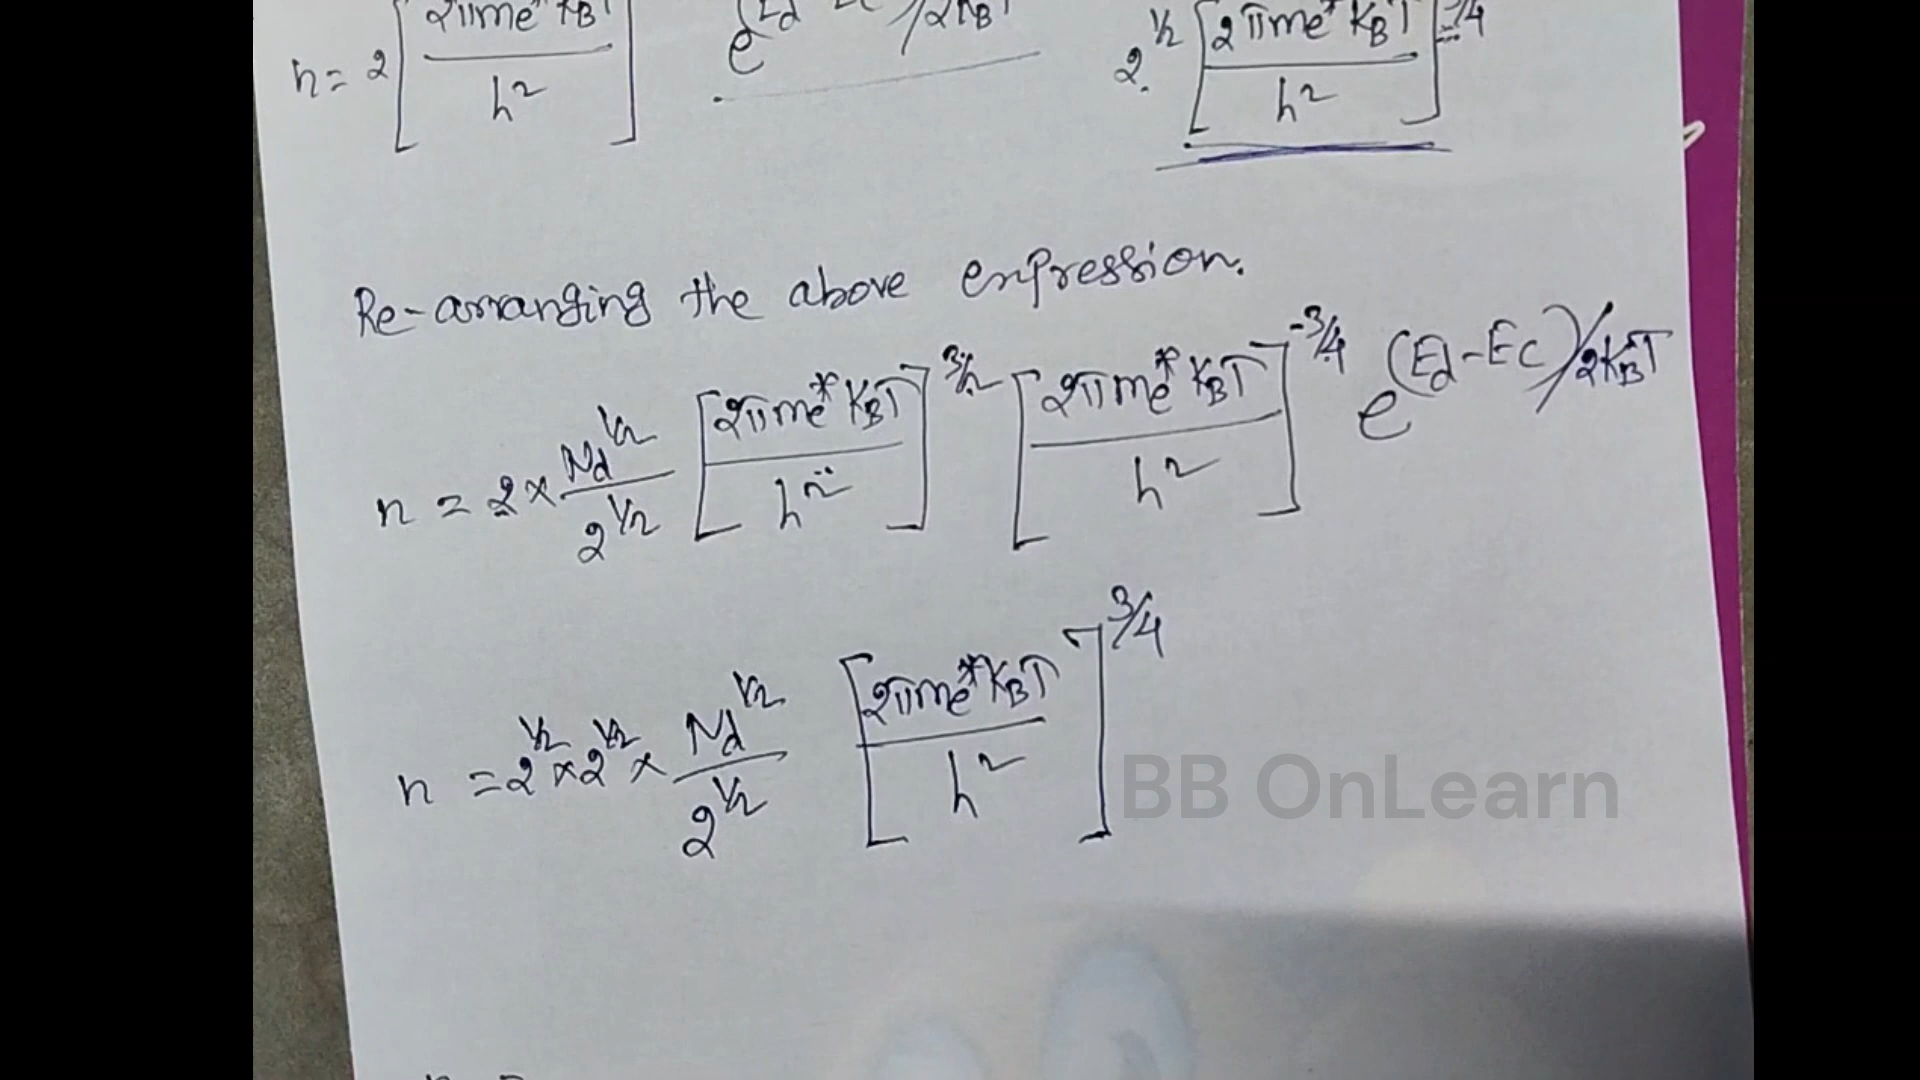 n = 2 [2πme* KBT / h²] e^(Ed-Ec)/2KBT 2^1/2 [2πme* KBT / h²]^-3/4
Re-arranging the above expression.
n = 2 × Nd^1/2 / 2^1/2 [2πme* KBT / h²]^3/2 [2πme* KBT / h²]^-3/4 e^(Ed-Ec)/2KBT
n = 2^1/2 × 2^1/2 × Nd^1/2 / 2^1/2 [2πme* KBT / h²]^3/4
BB OnLearn